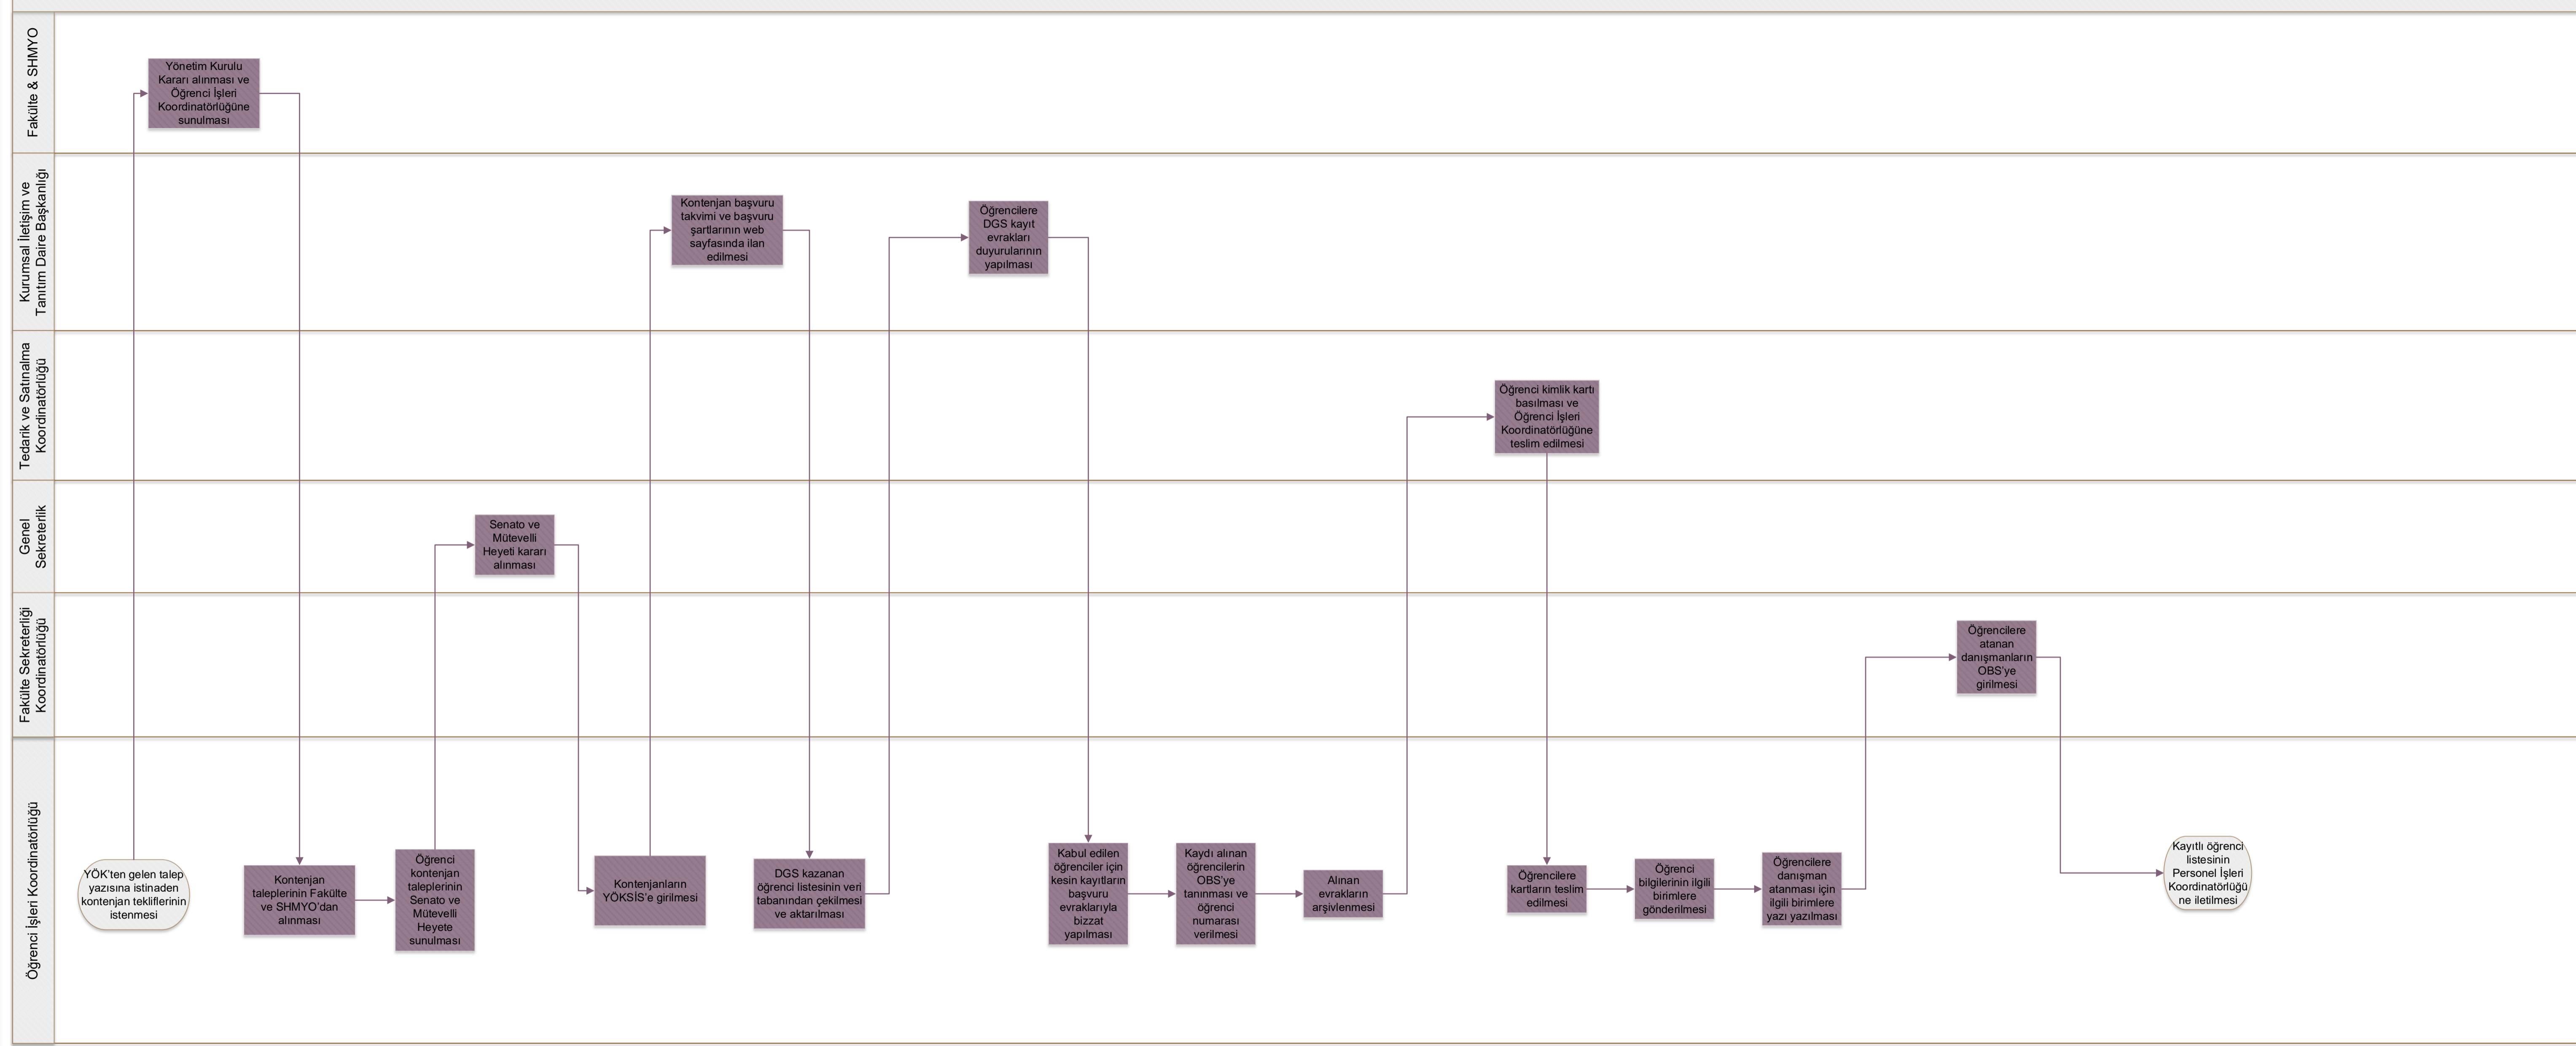 Fakülte & SHMYO
Yönetim Kurulu
Kararı alınması ve
Öğrenci İşleri
Koordinatörlüğüne
sunulması
Kurumsal İletişim ve
Tanıtım Daire Başkanlığı
Kontenjan başvuru
takvimi ve başvuru
şartlarının web
sayfasında ilan
edilmesi
Öğrencilere
DGS kayıt
evrakları
duyurularının
yapılması
Tedarik ve Satınalma
Koordinatörlüğü
Öğrenci kimlik kartı
basılması ve
Öğrenci İşleri
Koordinatörlüğüne
teslim edilmesi
Genel
Sekreterlik
Senato ve
Mütevelli
Heyeti kararı
alınması
Fakülte Sekreterliği
Koordinatörlüğü
Öğrencilere
atanan
danışmanların
OBS'ye
girilmesi
Öğrenci İşleri Koordinatörlüğü
YÖK'ten gelen talep
yazısına istinaden
kontenjan tekliflerinin
istenmesi
Kontenjan
taleplerinin Fakülte
ve SHMYO'dan
alınması
Öğrenci
kontenjan
taleplerinin
Senato ve
Mütevelli
Heyete
sunulması
Kontenjanların
YÖKSİS'e girilmesi
DGS kazanan
öğrenci listesinin veri
tabanından çekilmesi
ve aktarılması
Kabul edilen
öğrenciler için
kesin kayıtların
başvuru
evraklarıyla
bizzat
yapılması
Kaydı alınan
öğrencilerin
OBS'ye
tanınması ve
öğrenci
numarası
verilmesi
Alınan
evrakların
arşivlenmesi
Öğrencilere
kartların teslim
edilmesi
Öğrenci
bilgilerinin ilgili
birimlere
gönderilmesi
Öğrencilere
danışman
atanması için
ilgili birimlere
yazı yazılması
Kayıtlı öğrenci
listesinin
Personel İşleri
Koordinatörlüğü
ne iletilmesi